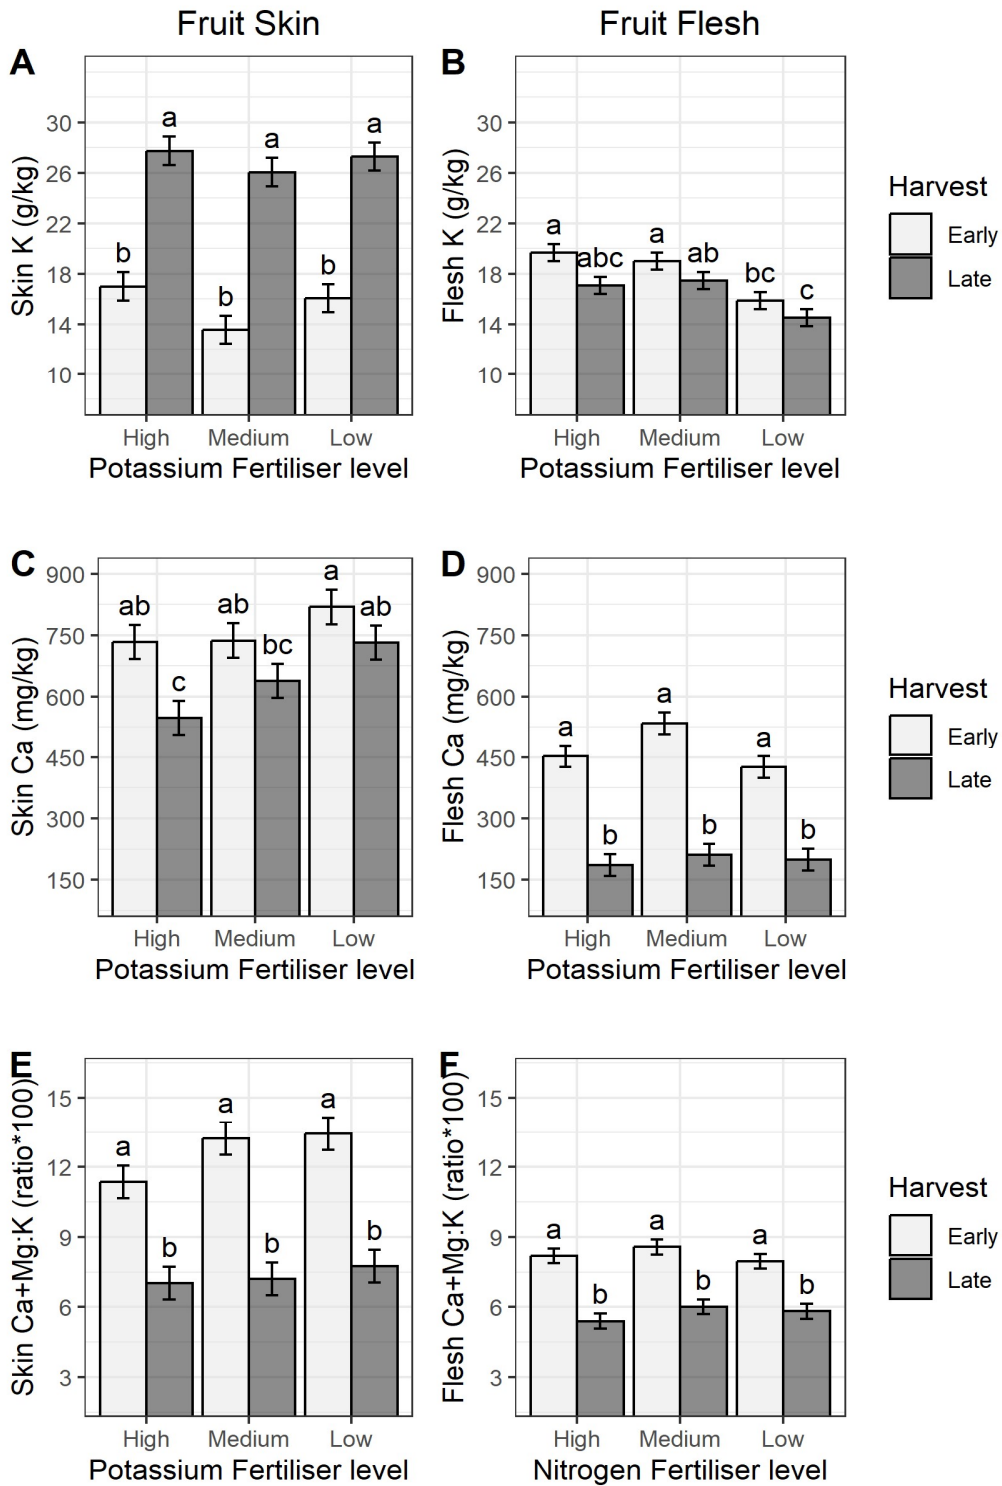 Fruit Skin
Fruit Flesh
A
B
Skin K (g/kg)
30
26
22
18
14
10
b
a
b
a
b
a
High Medium Low
Potassium Fertiliser level
Flesh K (g/kg)
30
26
22
18
14
10
a
abc
a
ab
bc
c
High Medium Low
Potassium Fertiliser level
Harvest
Early
Late
C
D
Skin Ca (mg/kg)
900
750
600
450
300
150
ab
c
ab
bc
a
ab
High Medium Low
Potassium Fertiliser level
Flesh Ca (mg/kg)
900
750
600
450
300
150
a
b
a
b
a
b
High Medium Low
Potassium Fertiliser level
Harvest
Early
Late
E
F
Skin Ca+Mg:K (ratio*100)
15
12
9
6
3
a
b
a
b
a
b
High Medium Low
Potassium Fertiliser level
Flesh Ca+Mg:K (ratio*100)
15
12
9
6
3
a
b
a
b
a
b
High Medium Low
Nitrogen Fertiliser level
Harvest
Early
Late